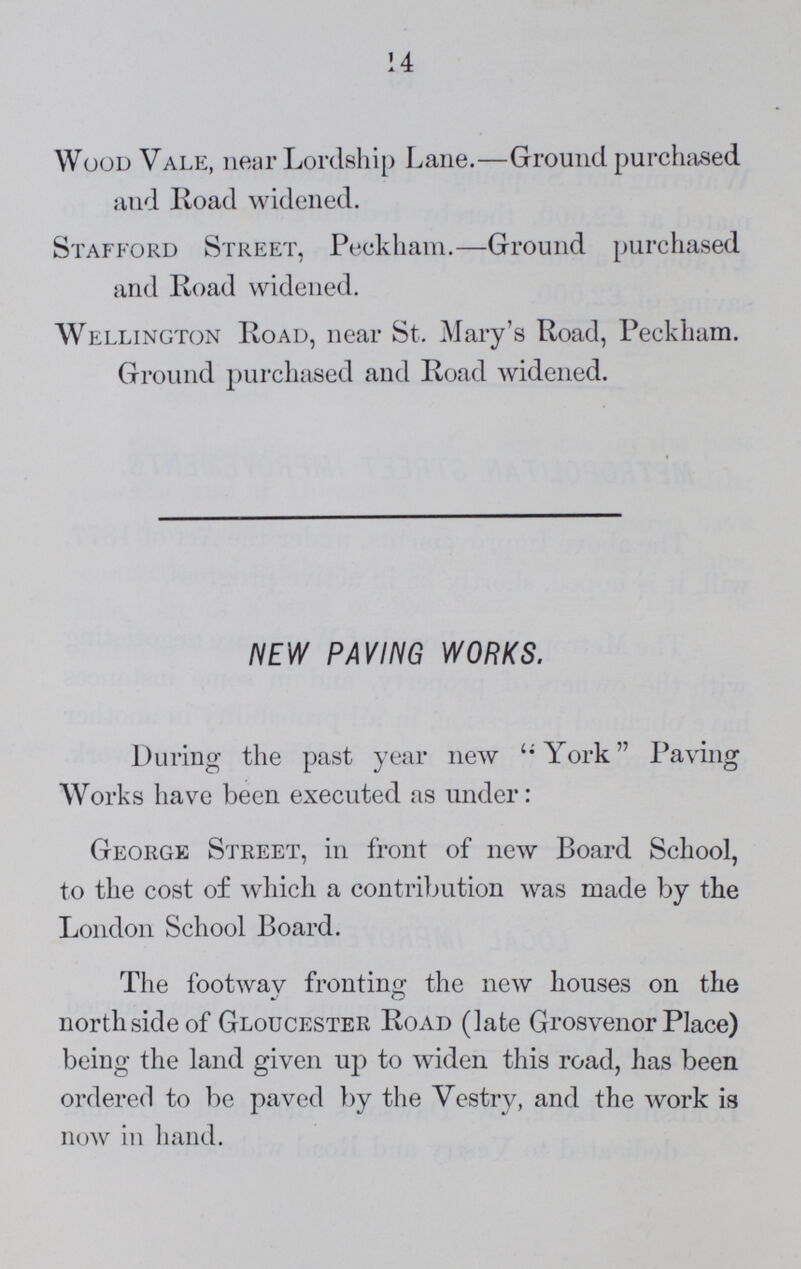 14
WOOD VALE, near Lordship Lane.—Ground purchased
and Road widened.
STAFFORD STREET, Peckham.—Ground purchased
and Road widened.
WELLINGTON ROAD, near St. Mary's Road, Peckham.
Ground purchased and Road widened.
NEW PAVING WORKS.
During the past year new "York" Paving
Works have been executed as under:
GEORGE STREET, in front of new Board School,
to the cost of which a contribution was made by the
London School Board.
The footway fronting the new houses on the
north side of GLOUCESTER ROAD (late Grosvenor Place)
being the land given up to widen this road, has been
ordered to be paved by the Vestry, and the work is
now in hand.